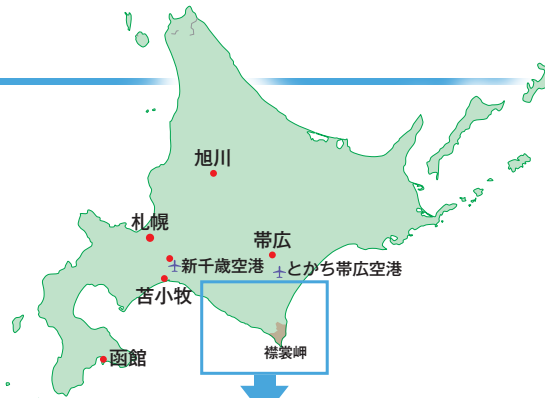 旭川
札幌
帯広
新千歳空港
とかち帯広空港
苫小牧
襟裳岬
函館